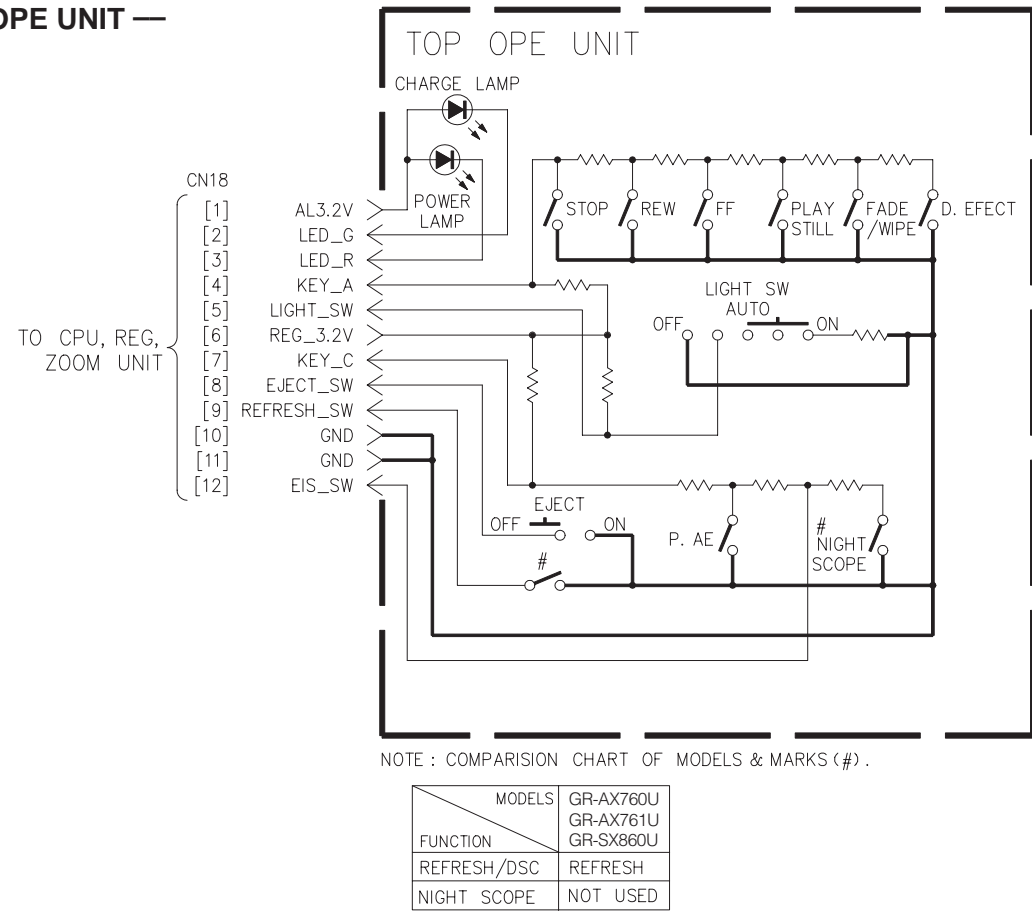 OPE UNIT —
TOP OPE UNIT
CHARGE LAMP
POWER
LAMP
CN18
[1] AL3.2V
[2] LED_G
[3] LED_R
[4] KEY_A
[5] LIGHT_SW
[6] REG_3.2V
[7] KEY_C
[8] EJECT_SW
[9] REFRESH_SW
[10] GND
[11] GND
[12] EIS_SW
TO CPU, REG,
ZOOM UNIT
STOP
REW
FF
PLAY
STILL
FADE
/WIPE
D. EFECT
LIGHT SW
AUTO
OFF
ON
EJECT
OFF
ON
#
P. AE
#
NIGHT
SCOPE
NOTE : COMPARISION CHART OF MODELS & MARKS (#).
MODELS
FUNCTION
GR-AX760U
GR-AX761U
GR-SX860U
REFRESH/DSC REFRESH
NIGHT SCOPE NOT USED